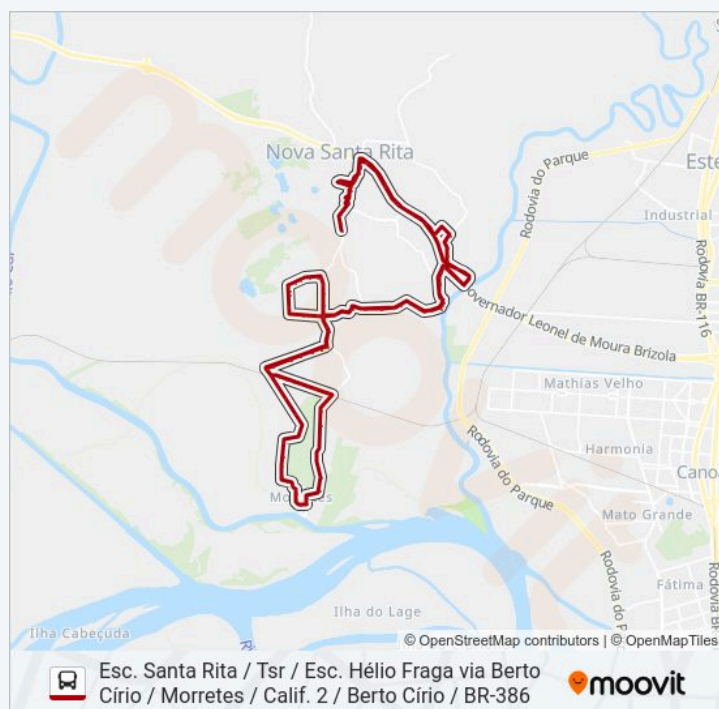 Nova Santa Rita
Rodovia do Parque
Este
Industrial
Rodovia BR-116
Governador Leonel de Moura Brizola
Mathias Velho
Harmonia
Canoa
Rodovia do Parque
Mato Grande
Fátima
Rodovia do P
Rodovia BR
Ilha do Lage
Ilha Cabeçuda
© OpenStreetMap contributors | © OpenMapTiles
Esc. Santa Rita / Tsr / Esc. Hélio Fraga via Berto
Círio / Morretes / Calif. 2 / Berto Círio / BR-386
moovit